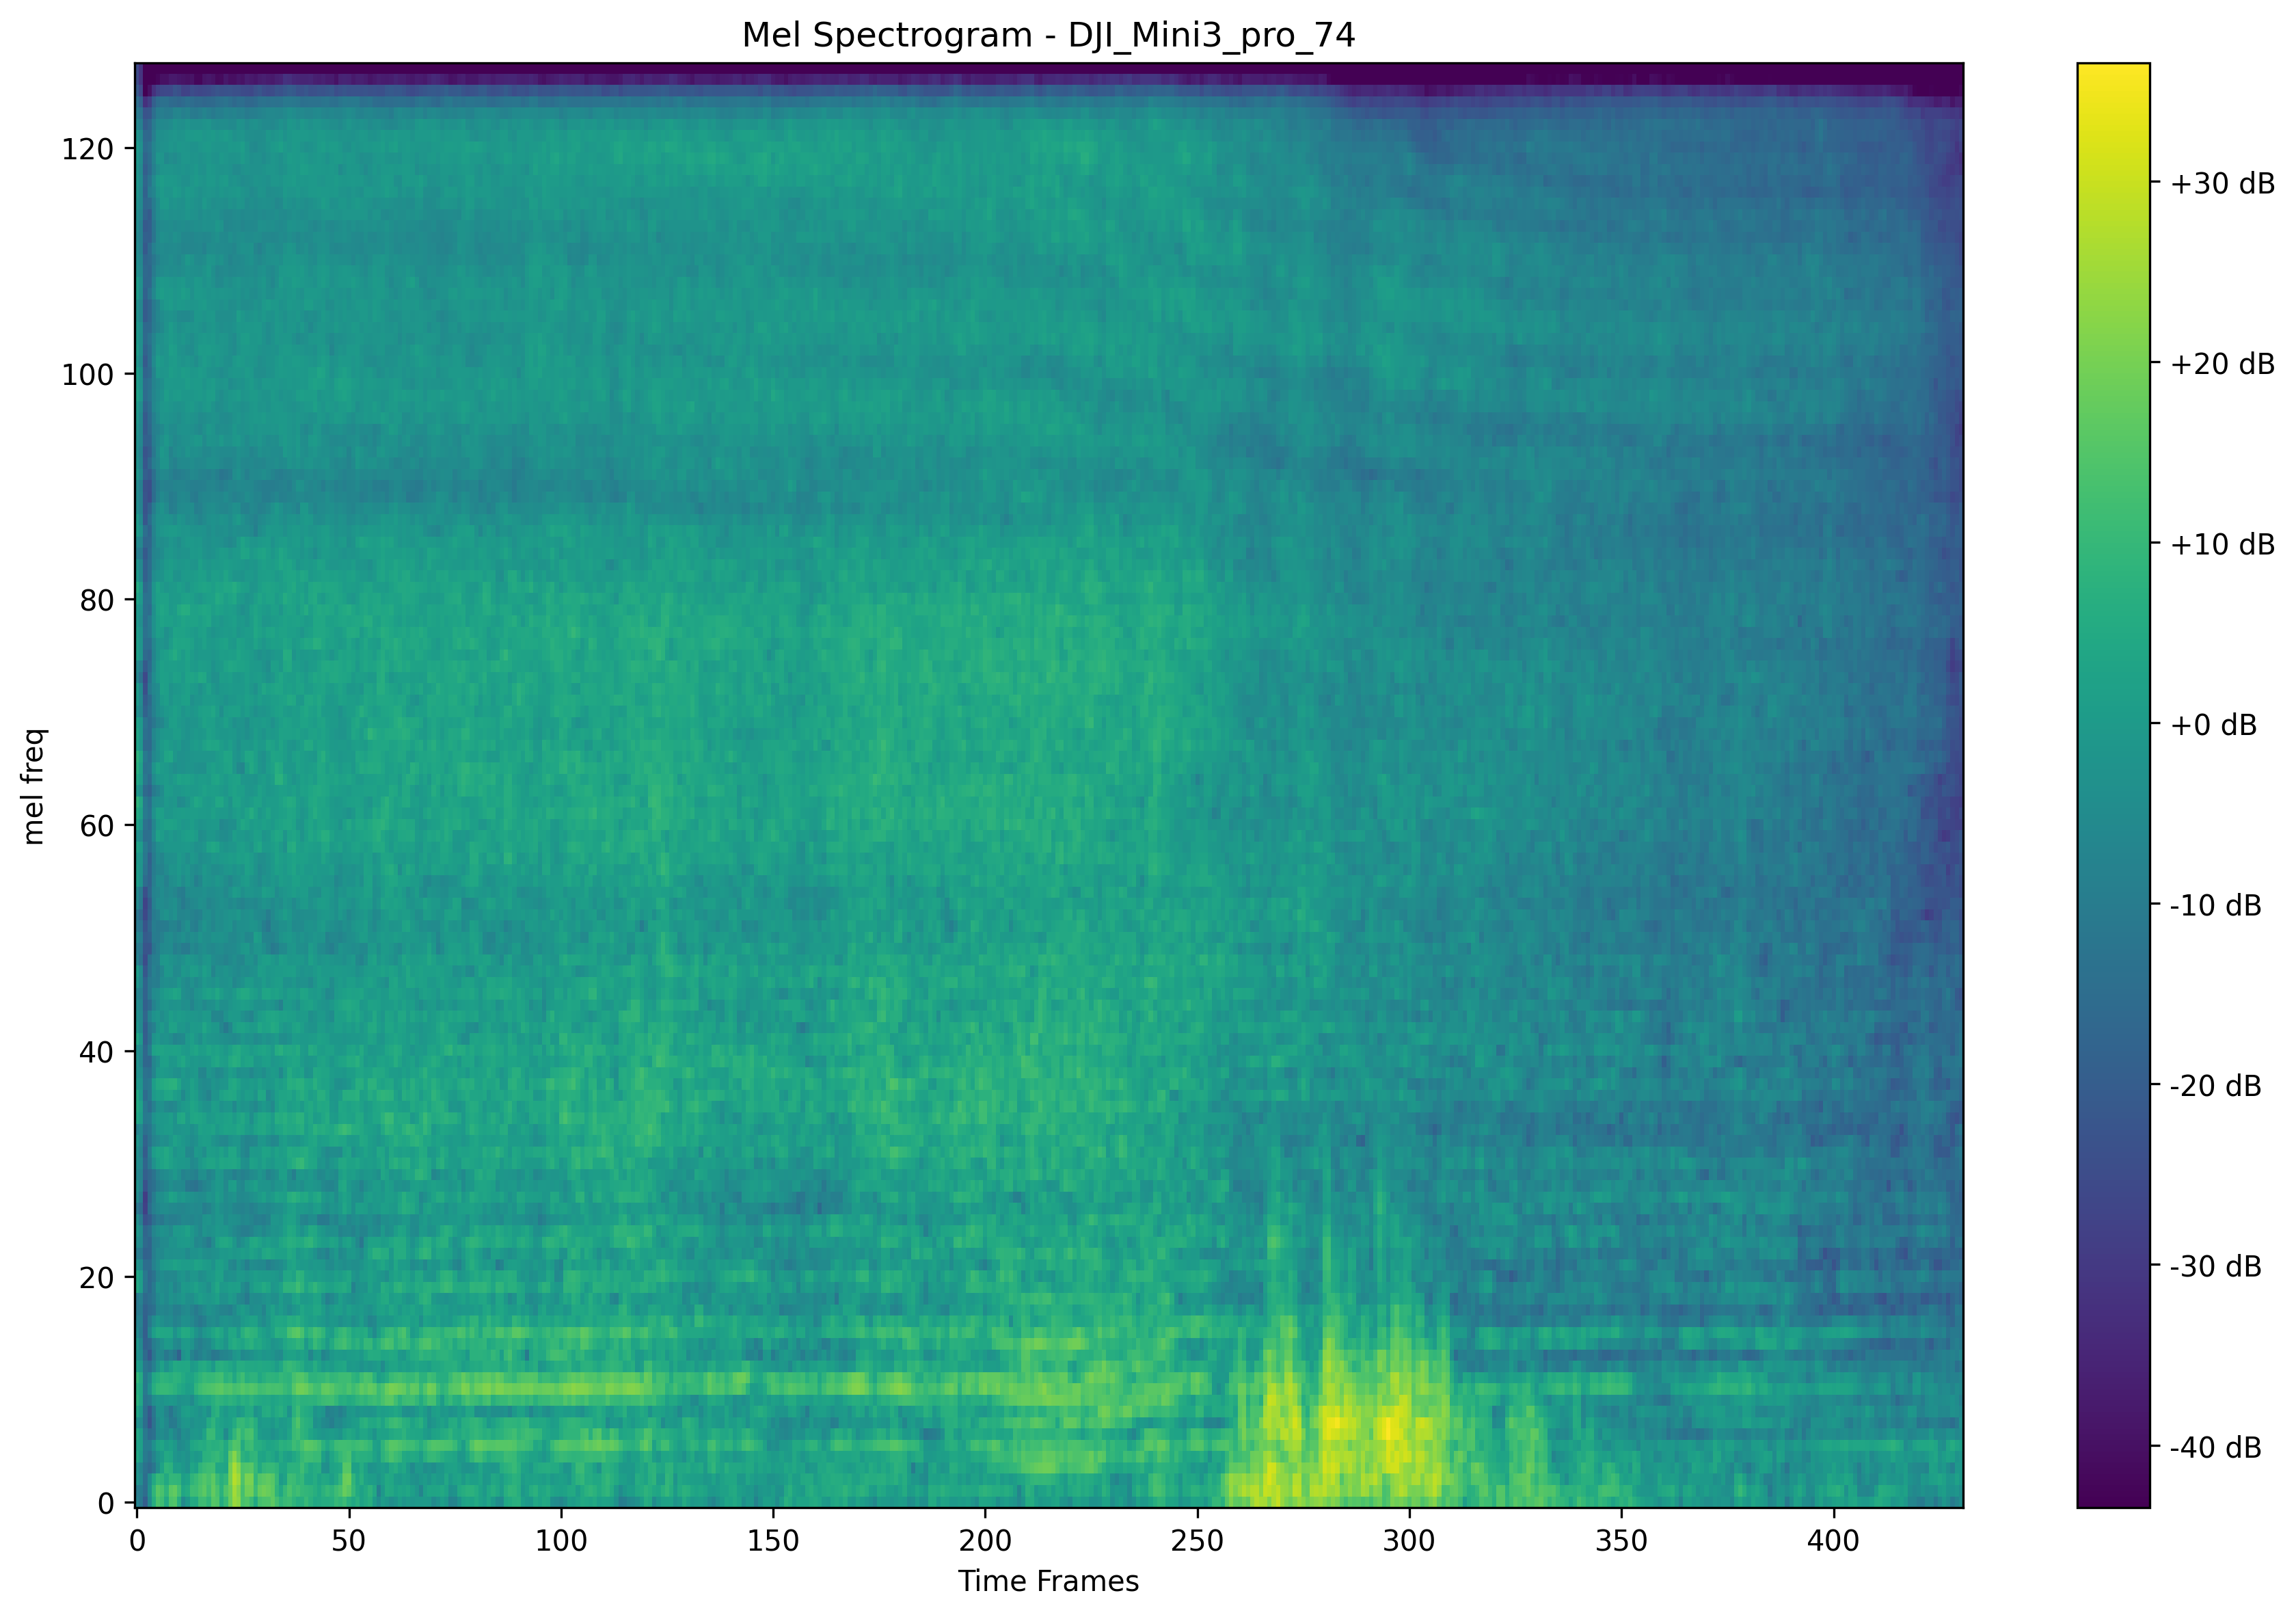 Mel Spectrogram - DJI_Mini3_pro_74
mel freq
120
100
80
60
40
20
0
0 50 100 150 200 250 300 350 400
Time Frames
+30 dB
+20 dB
+10 dB
+0 dB
-10 dB
-20 dB
-30 dB
-40 dB